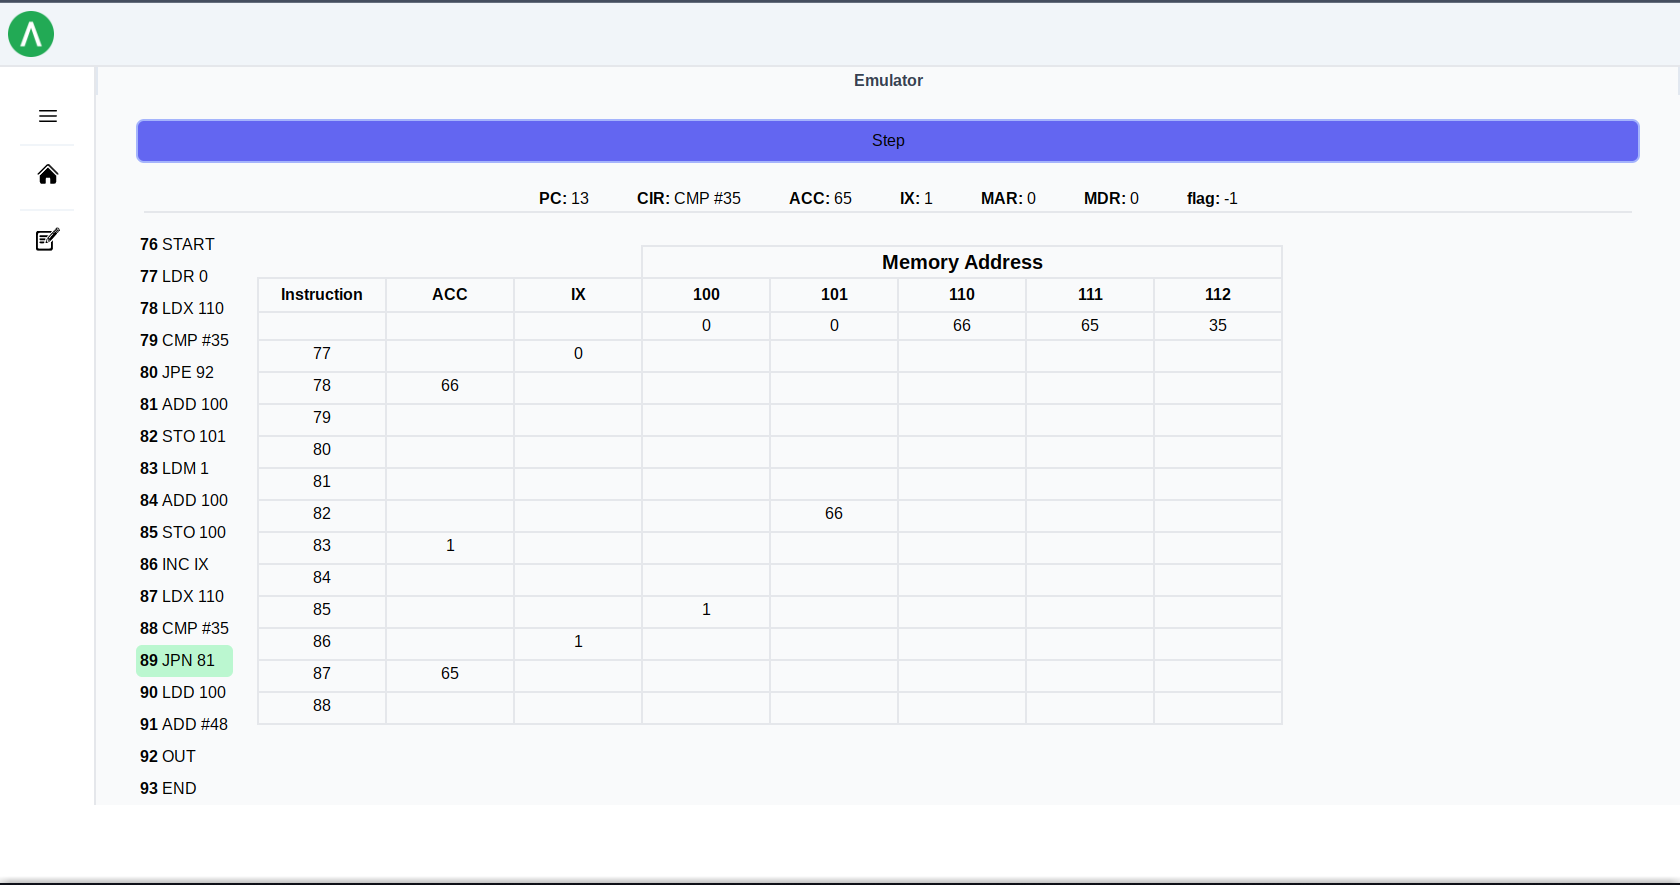 Emulator
Step
PC: 13 CIR: CMP #35 ACC: 65 IX: 1 MAR: 0 MDR: 0 flag: -1
76 START
77 LDR 0
78 LDX 110
79 CMP #35
80 JPE 92
81 ADD 100
82 STO 101
83 LDM 1
84 ADD 100
85 STO 100
86 INC IX
87 LDX 110
88 CMP #35
89 JPN 81
90 LDD 100
91 ADD #48
92 OUT
93 END
Memory Address
Instruction ACC IX 100 101 110 111 112
0 0 66 65 35
77 0
78 66
79
80
81
82 66
83 1
84
85 1
86 1
87 65
88